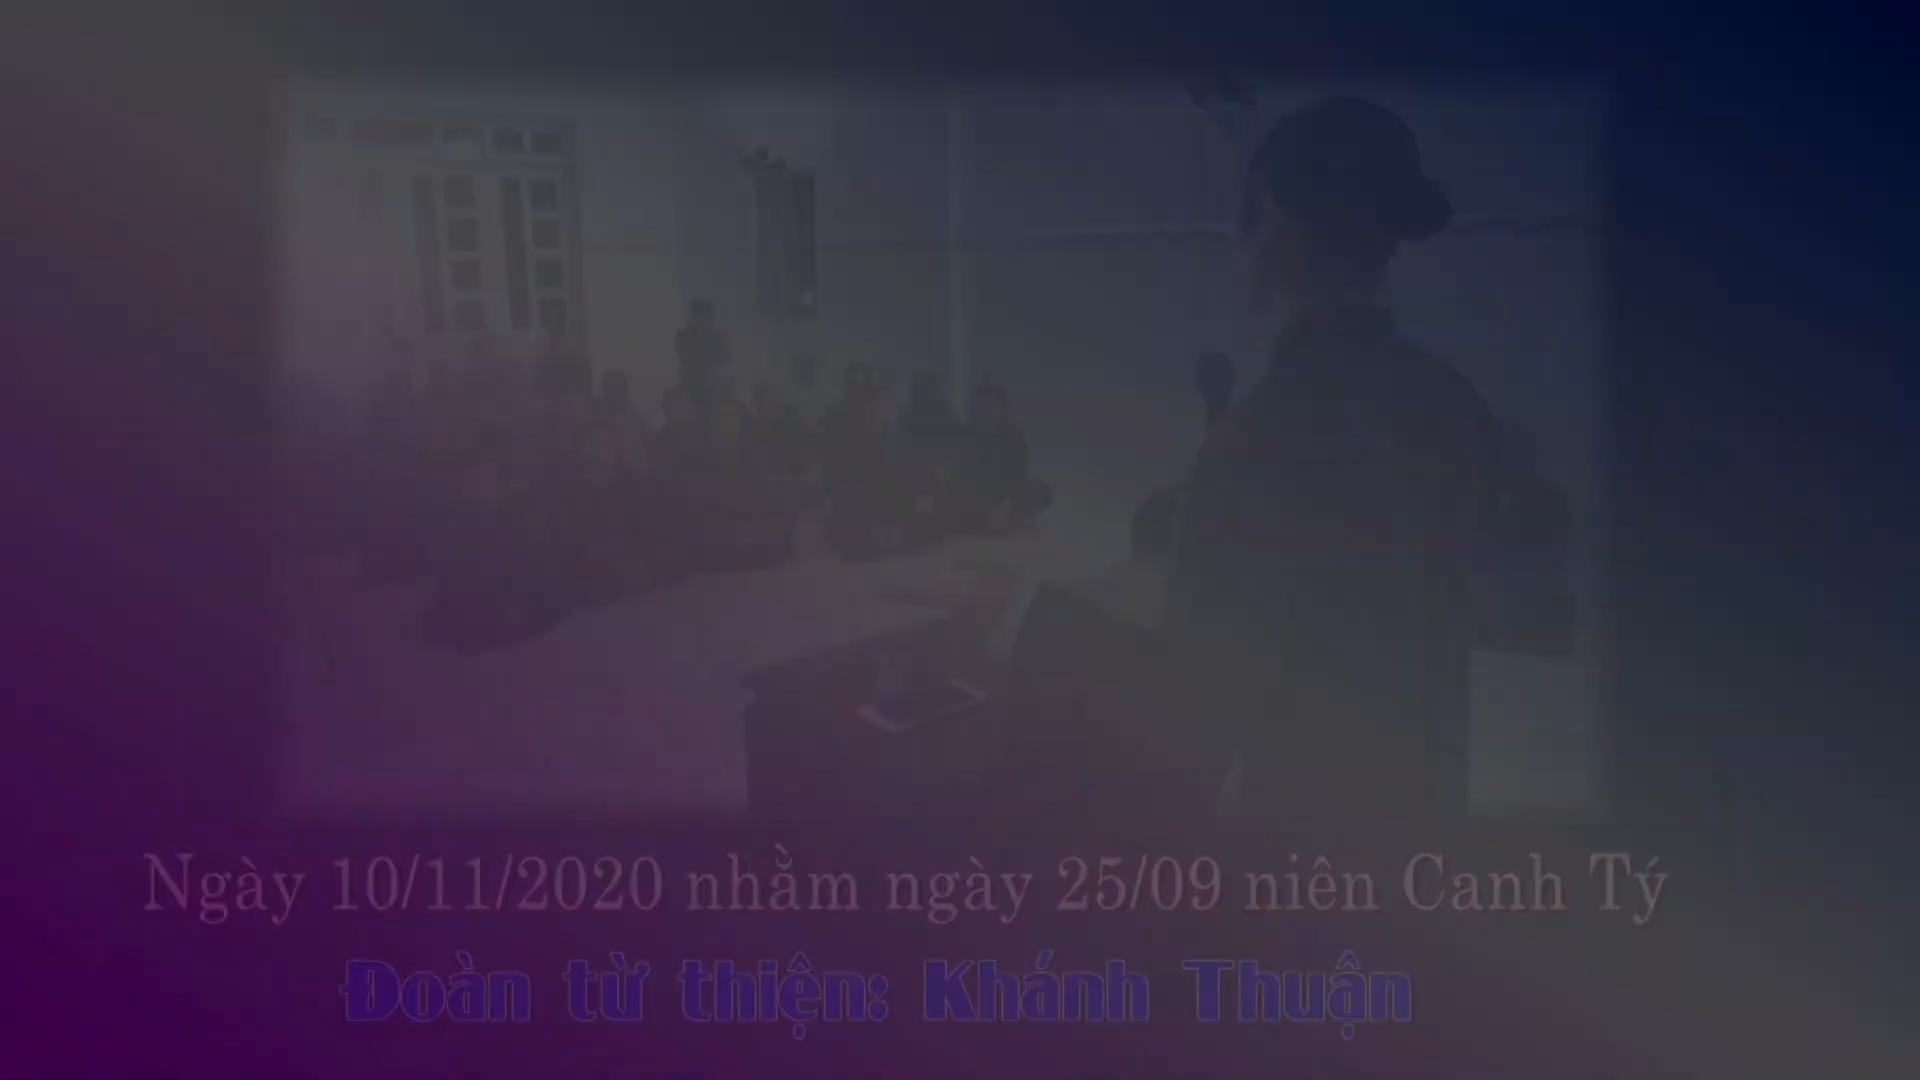 Ngày 10/11/2020 nhằm ngày 25/09 niên Canh Tý
Đoàn từ thiện: Khánh Thuận